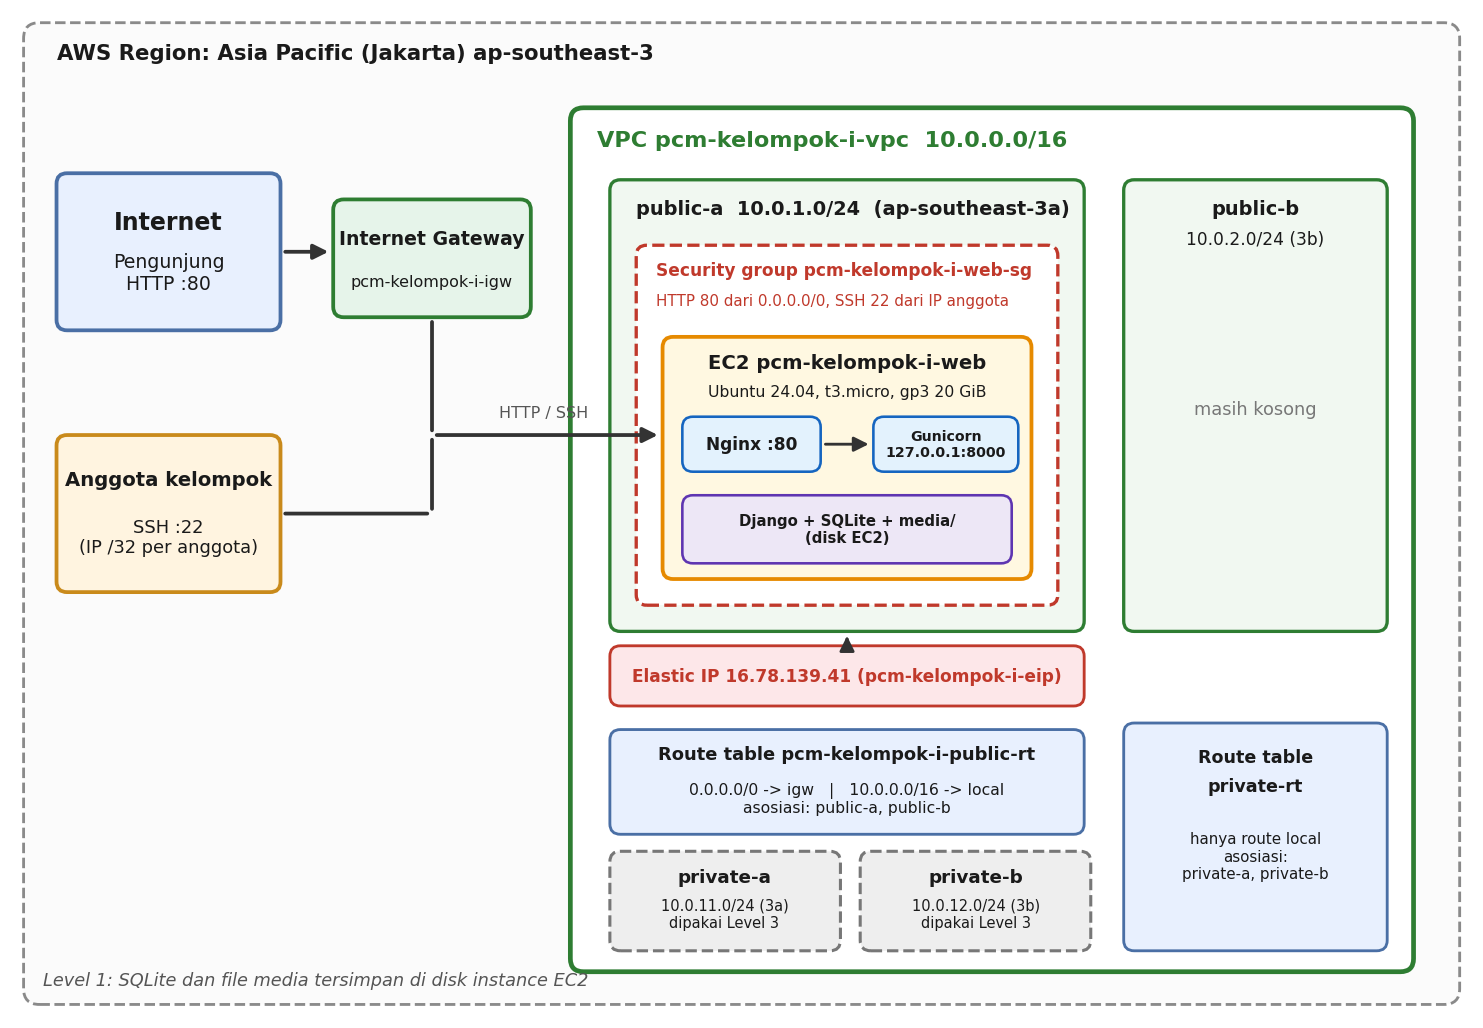 AWS Region: Asia Pacific (Jakarta) ap-southeast-3
Internet
Pengunjung
HTTP :80
Internet Gateway
pcm-kelompok-i-igw
Anggota kelompok
SSH :22
(IP /32 per anggota)
HTTP / SSH
VPC pcm-kelompok-i-vpc  10.0.0.0/16
public-a  10.0.1.0/24  (ap-southeast-3a)
Security group pcm-kelompok-i-web-sg
HTTP 80 dari 0.0.0.0/0, SSH 22 dari IP anggota
EC2 pcm-kelompok-i-web
Ubuntu 24.04, t3.micro, gp3 20 GiB
Nginx :80
Gunicorn
127.0.0.1:8000
Django + SQLite + media/
(disk EC2)
public-b
10.0.2.0/24 (3b)
masih kosong
Elastic IP 16.78.139.41 (pcm-kelompok-i-eip)
Route table pcm-kelompok-i-public-rt
0.0.0.0/0 -> igw   |   10.0.0.0/16 -> local
asosiasi: public-a, public-b
Route table
private-rt
hanya route local
asosiasi:
private-a, private-b
private-a
10.0.11.0/24 (3a)
dipakai Level 3
private-b
10.0.12.0/24 (3b)
dipakai Level 3
Level 1: SQLite dan file media tersimpan di disk instance EC2